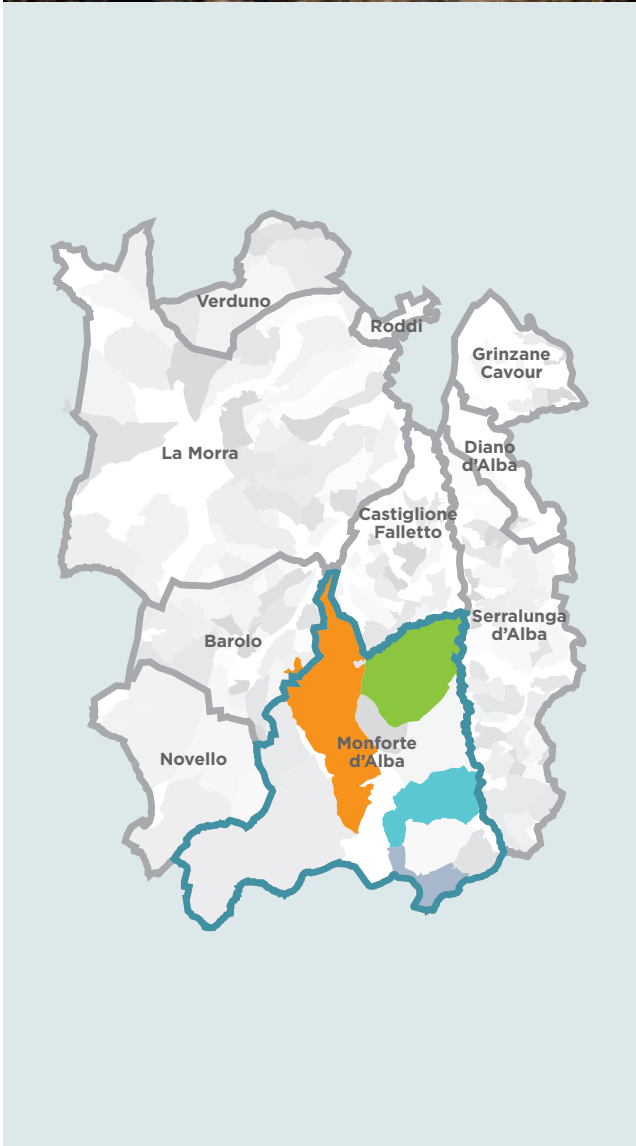 Verduno
Roddi
Grinzane
Cavour
La Morra
Diano
d'Alba
Castiglione
Falletto
Serralunga
d'Alba
Barolo
Monforte
d'Alba
Novello